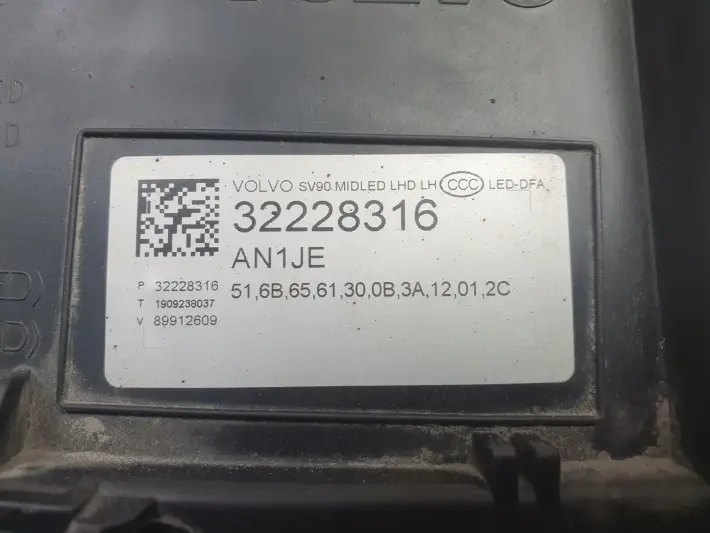 VOLVO
D
D
VOLVO SV90 MIDLED LHD LH CCC LED-DFA
32228316
AN1JE
P 32228316
T 1909238037
V 89912609
51,6B,65,61,30,0B,3A,12,01,2C
D)
D)